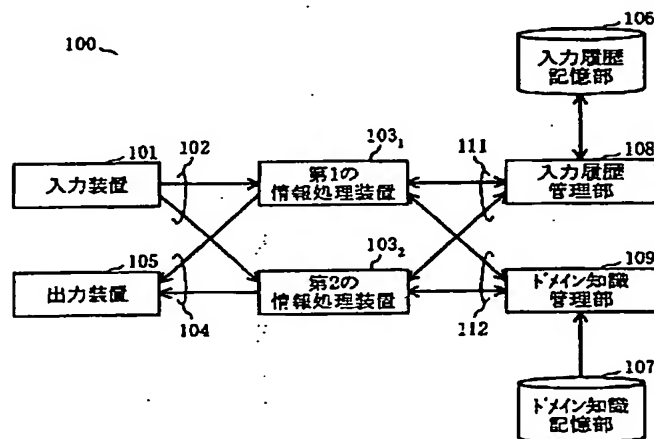 100
106
入力履歴
記憶部
101
102
103₁
111
108
入力装置
第1の
情報処理装置
入力履歴
管理部
105
103₂
109
出力装置
第2の
情報処理装置
ドメイン知識
管理部
104
112
107
ドメイン知識
記憶部